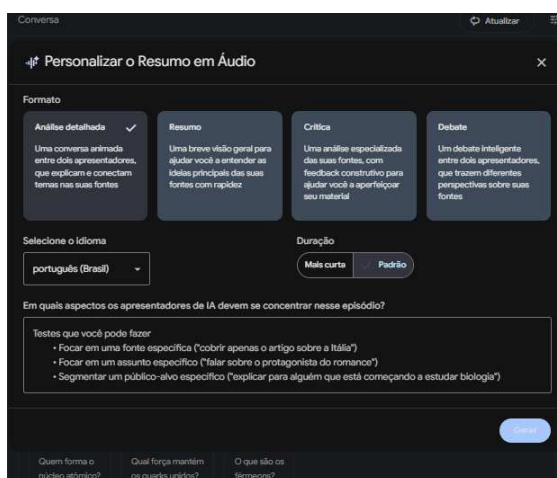 Conversa
Atualizar
Personalizar o Resumo em Áudio
Formato
Análise detalhada
Uma conversa animada
entre dois apresentadores,
que explicam e conectam
temas nas suas fontes
Resumo
Uma breve visão geral para
ajudar você a entender as
ideias principais das suas
fontes com rapidez
Crítica
Uma análise especializada
das suas fontes, com
feedback construtivo para
ajudar você a aperfeiçoar
seu material
Debate
Um debate inteligente
entre dois apresentadores,
que trazem diferentes
perspectivas sobre suas
fontes
Selecione o idioma
português (Brasil)
Duração
Mais curta
Padrão
Em quais aspectos os apresentadores de IA devem se concentrar nesse episódio?
Testes que você pode fazer
• Focar em uma fonte específica ("cobrir apenas o artigo sobre a Itália")
• Focar em um assunto específico ("falar sobre o protagonista do romance")
• Segmentar um público-alvo específico ("explicar para alguém que está começando a estudar biologia")
Gerar
Quem forma o
núcleo atômico?
Qual força mantém
os quarks unidos?
O que são os
férmeons?